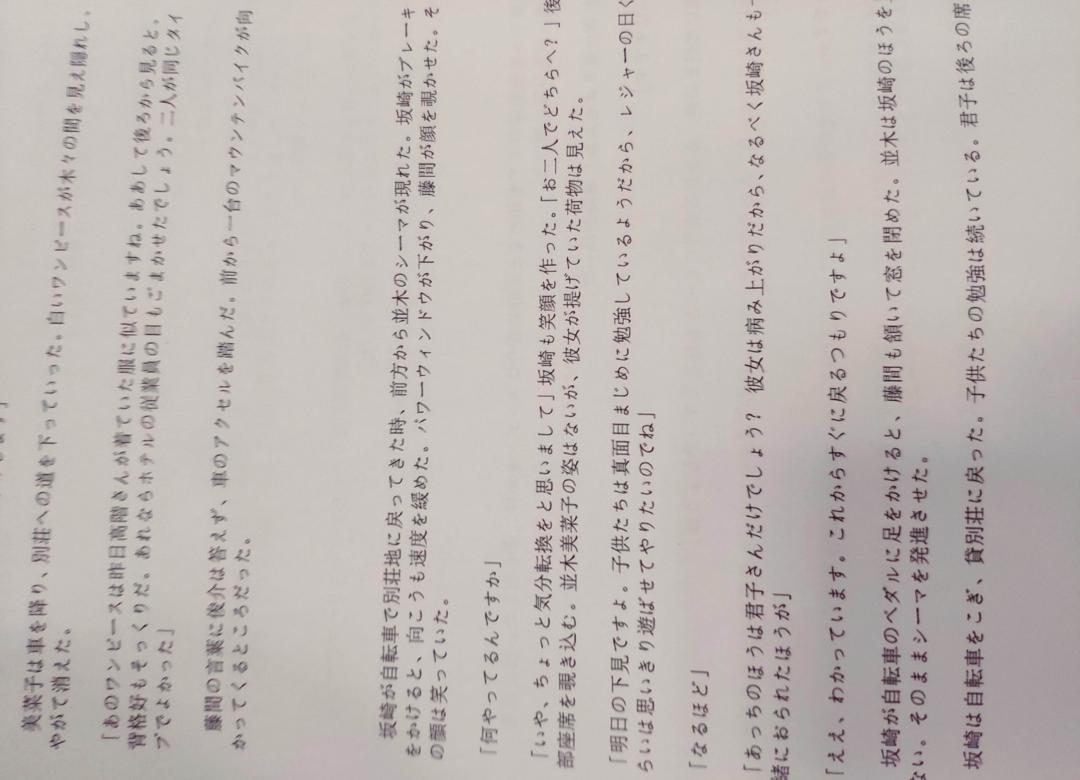 美菜子は車を降り、別荘への道を下っていった。白いワンピースが木々の間を見え隠れし、
やがて消えた。
「あのワンピースは昨日高階さんが着ていた服に似ていますね。ああして後ろから見ると、
背格好もそっくりだ。あれならホテルの従業員の目もごまかせたでしょう。二人が同じタイ
プでよかった」
藤間の言葉に俊介は答えず、車のアクセルを踏んだ。前から一台のマウンテンバイクが向
かってくるところだった。
坂崎が自転車で別荘地に戻ってきた時、前方から並木のシーマが現れた。坂崎がブレーキ
をかけると、向こうも速度を緩めた。パワーウィンドウが下がり、藤間が顔を覗かせた。そ
の顔は笑っていた。
「何やってるんですか」
「いや、ちょっと気分転換をと思いまして」坂崎も笑顔を作った。「お二人でどちらへ?」後
部座席を覗き込む。並木美菜子の姿はないが、彼女が提げていた荷物は見えた。
「明日の下見ですよ。子供たちは真面目まじめに勉強しているようだから、レジャーの日く
らいは思いきり遊ばせてやりたいのでね」
「なるほど」
「あっちのほうは君子さんだけでしょう? 彼女は病み上がりだから、なるべく坂崎さんも一
緒におられたほうが」
「ええ、わかっています。これからすぐに戻るつもりですよ」
坂崎が自転車のペダルに足をかけると、藤間も頷いて窓を閉めた。並木は坂崎のほうを
ない。そのままシーマを発進させた。
坂崎は自転車をこぎ、貸別荘に戻った。子供たちの勉強は続いている。君子は後ろの席